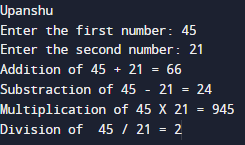 Upanshu
Enter the first number: 45
Enter the second number: 21
Addition of 45 + 21 = 66
Substraction of 45 - 21 = 24
Multiplication of 45 X 21 = 945
Division of  45 / 21 = 2